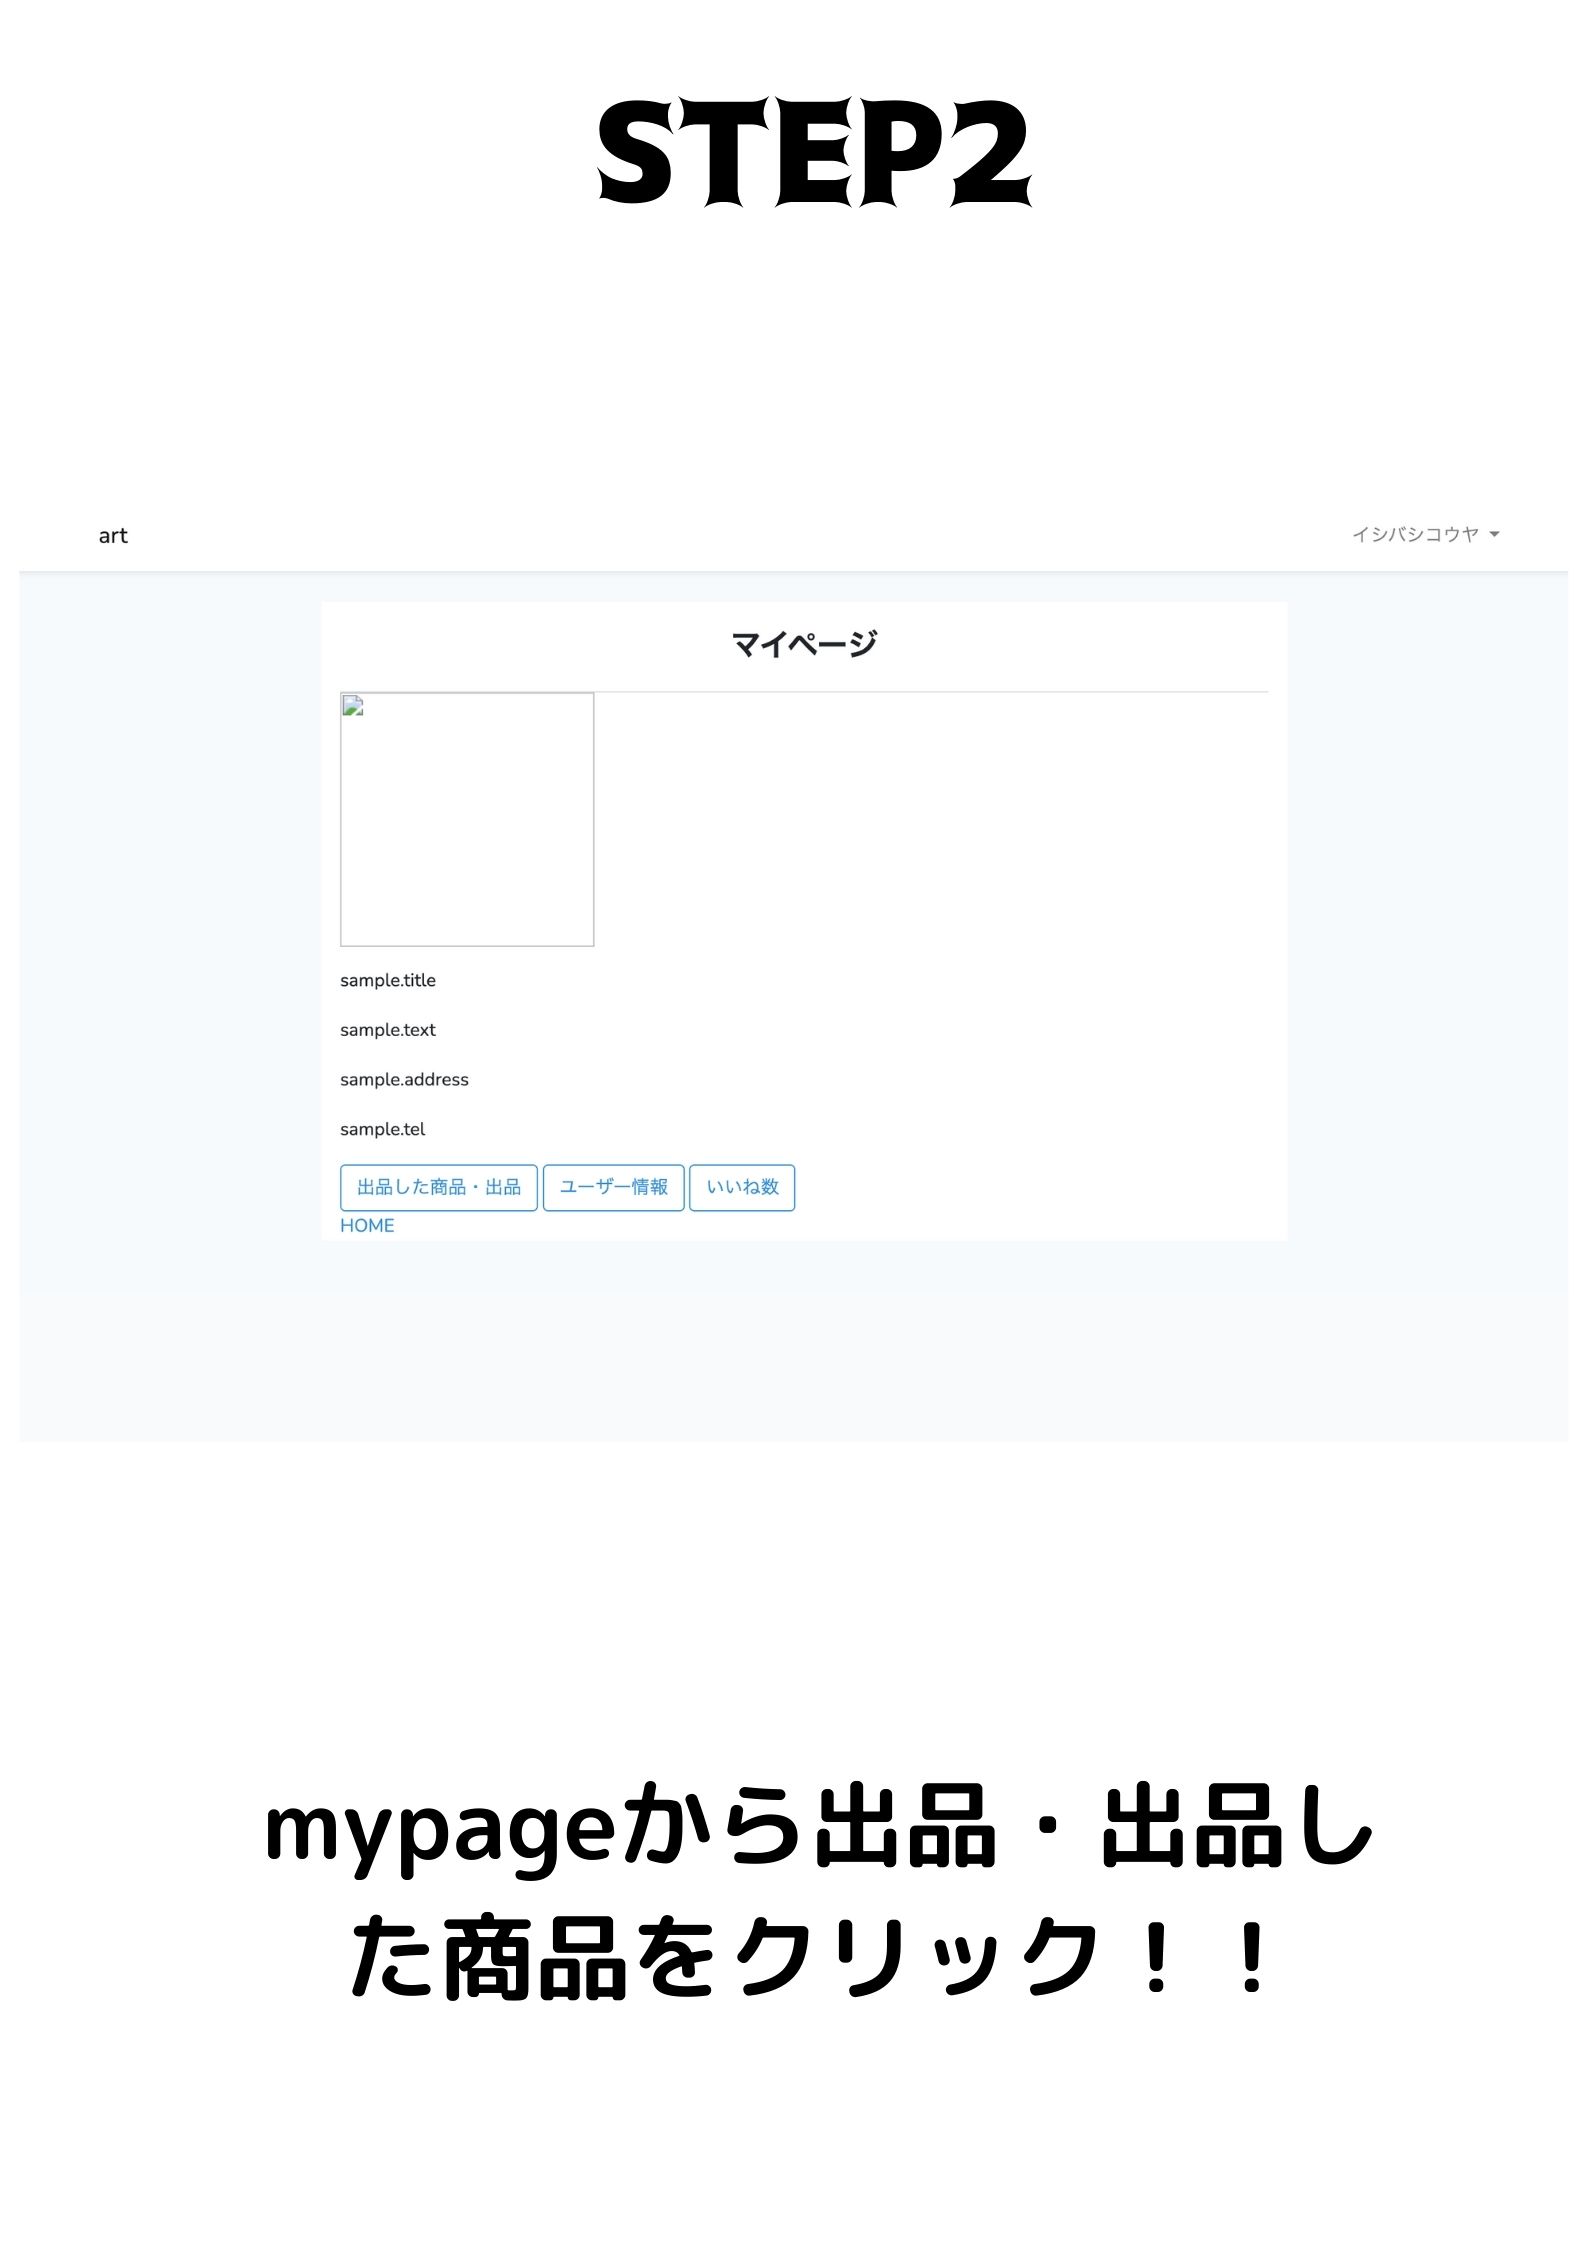 STEP2
art
イシバシコウヤ
マイページ
sample.title
sample.text
sample.address
sample.tel
出品した商品・出品 ユーザー情報 いいね数
HOME
mypageから出品・出品し
た商品をクリック！！